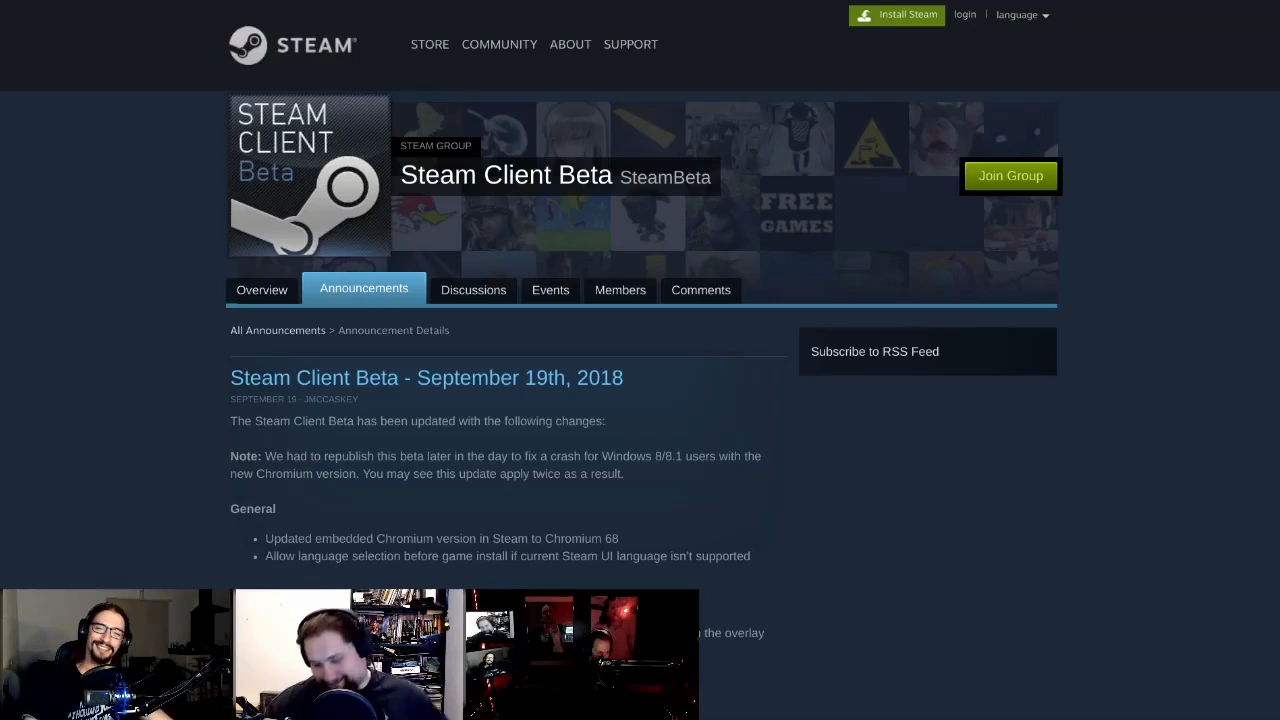 Install Steam
login
language
STEAM®
STORE
COMMUNITY
ABOUT
SUPPORT
STEAM
CLIENT
Beta
STEAM GROUP
Steam Client Beta SteamBeta
FREE
GAMES
Join Group
Overview
Announcements
Discussions
Events
Members
Comments
All Announcements > Announcement Details
Subscribe to RSS Feed
Steam Client Beta - September 19th, 2018
SEPTEMBER 19 - JMCCASKEY
The Steam Client Beta has been updated with the following changes:
Note: We had to republish this beta later in the day to fix a crash for Windows 8/8.1 users with the
new Chromium version. You may see this update apply twice as a result.
General
• Updated embedded Chromium version in Steam to Chromium 68
• Allow language selection before game install if current Steam UI language isn't supported
the overlay